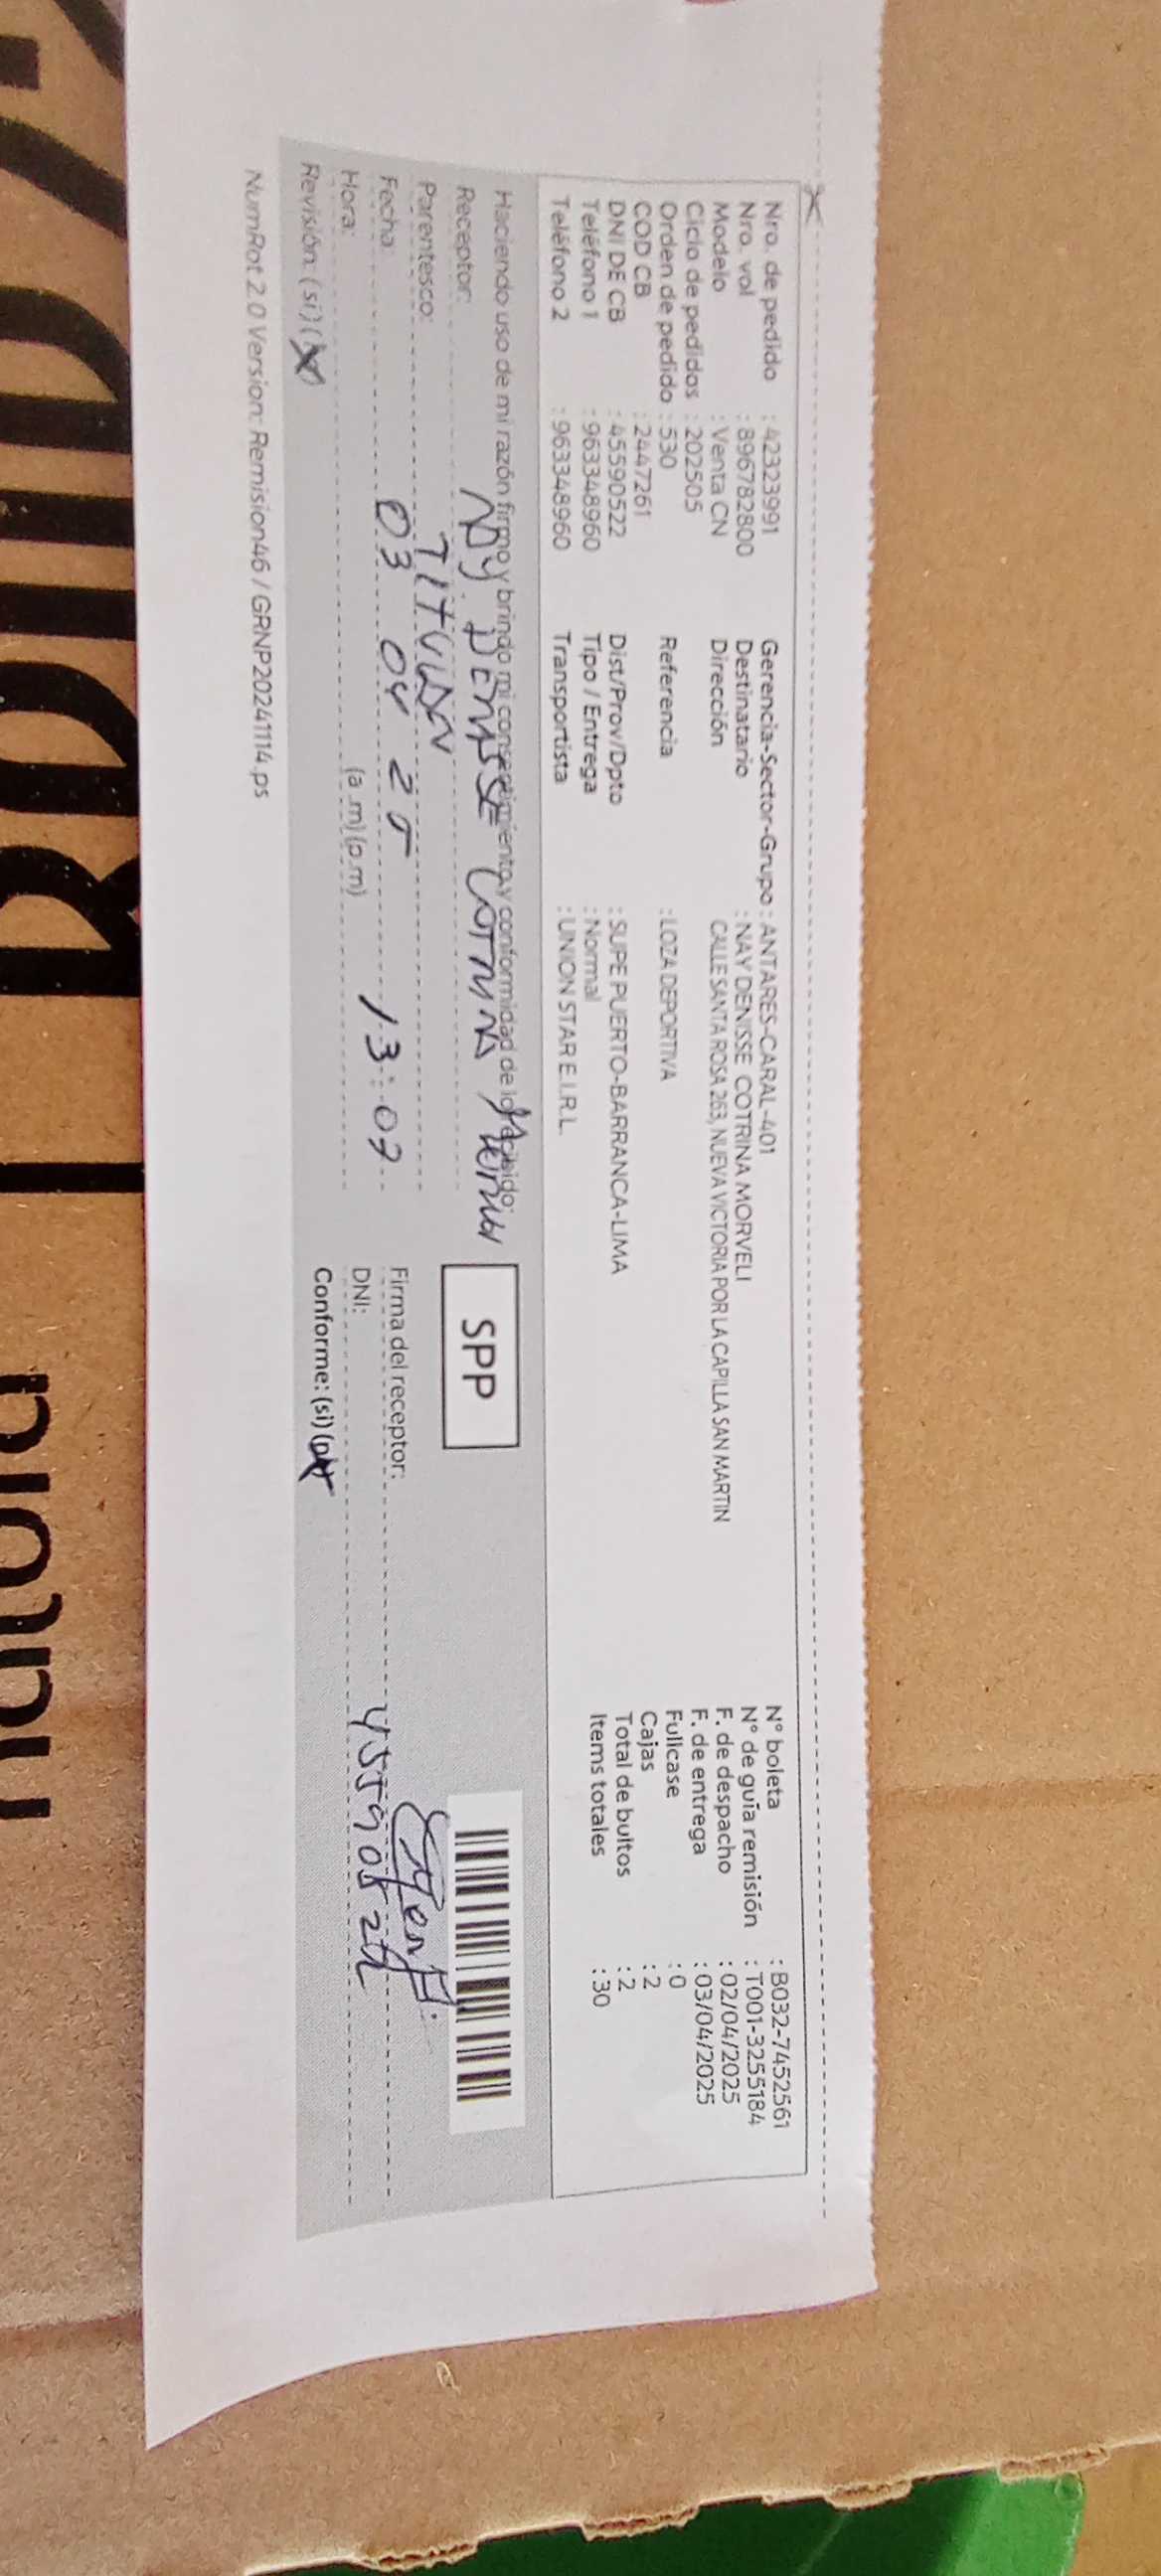 Nro. de pedido : 42323991 Gerencia-Sector-Grupo : ANTARES-CARAL-401 N° boleta : B032-7452561
Nro. vol : 896782800 Destinatario : NAY DENISSE COTRINA MORVELI N° de guía remisión : T001-3255184
Modelo : Venta CN Dirección CALLE SANTA ROSA 263, NUEVA VICTORIA POR LA CAPILLA SAN MARTIN F. de despacho : 02/04/2025
Ciclo de pedidos : 202505 F. de entrega : 03/04/2025
Orden de pedido : 530 Referencia : LOZA DEPORTIVA Fullcase : 0
COD CB : 2447261 Cajas : 2
DNI DE CB : 45590522 Dist/Prov/Dpto : SUPE PUERTO-BARRANCA-LIMA Total de bultos : 2
Teléfono 1 : 963348960 Tipo / Entrega : Normal Items totales : 30
Teléfono 2 : 963348960 Transportista : UNION STAR E.I.R.L.
Haciendo uso de mi razón firmo y brindo mi consentimiento y conformidad de lo recibido:
Receptor: NAY DENISSE COTRINA
SPP
Parentesco: TITULAR
Fecha: 03 04 25 Firma del receptor:
Hora: (a.m) (p.m) 13:07 DNI:
Revisión: (si) ( Conforme: (si) (
NumRot 2.0 Version: Remision46 / GRNP20241114.ps